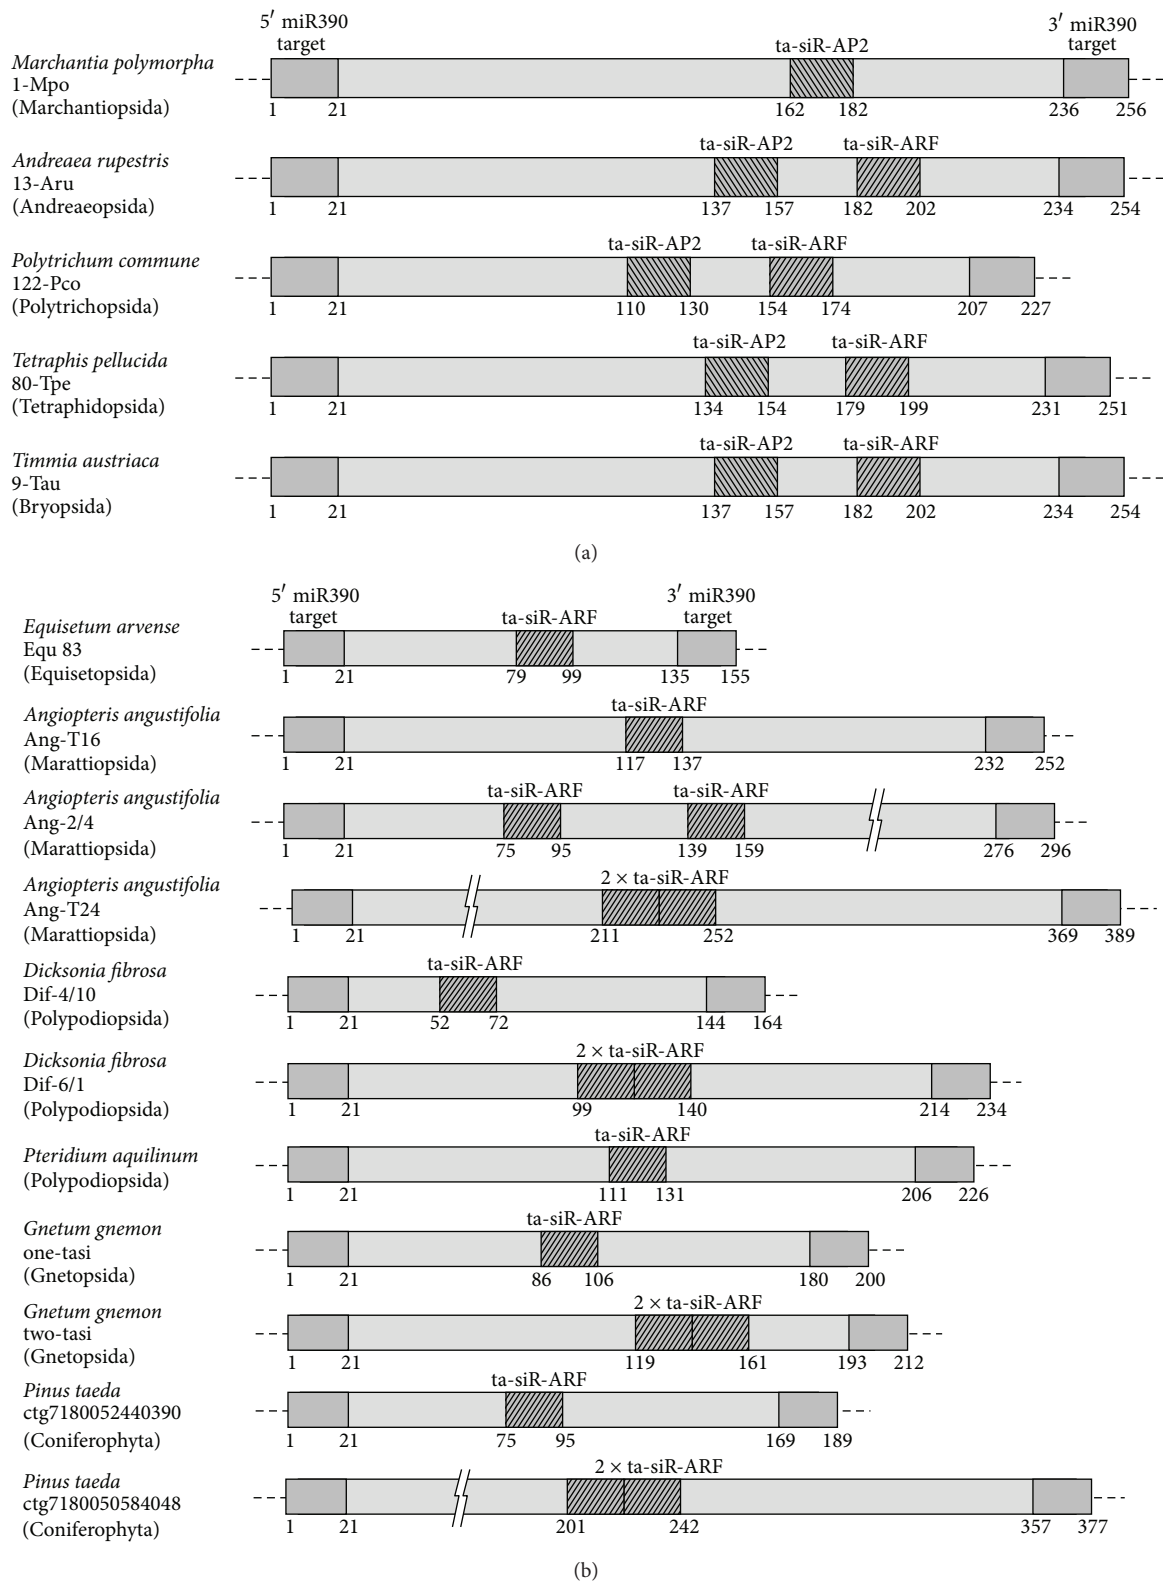 5′ miR390 target
3′ miR390 target
Marchantia polymorpha
1-Mpo
(Marchantiopsida)
ta-siR-AP2
1 21 162 182 236 256
Andreaea rupestris
13-Aru
(Andreaeopsida)
ta-siR-AP2 ta-siR-ARF
1 21 137 157 182 202 234 254
Polytrichum commune
122-Pco
(Polytrichopsida)
ta-siR-AP2 ta-siR-ARF
1 21 110 130 154 174 207 227
Tetraphis pellucida
80-Tpe
(Tetraphidopsida)
ta-siR-AP2 ta-siR-ARF
1 21 134 154 179 199 231 251
Timmia austriaca
9-Tau
(Bryopsida)
ta-siR-AP2 ta-siR-ARF
1 21 137 157 182 202 234 254
(a)
5′ miR390 target
3′ miR390 target
Equisetum arvense
Equ 83
(Equisetopsida)
ta-siR-ARF
1 21 79 99 135 155
Angiopteris angustifolia
Ang-T16
(Marattiopsida)
ta-siR-ARF
1 21 117 137 232 252
Angiopteris angustifolia
Ang-2/4
(Marattiopsida)
ta-siR-ARF ta-siR-ARF
1 21 75 95 139 159 276 296
Angiopteris angustifolia
Ang-T24
(Marattiopsida)
2 × ta-siR-ARF
1 21 211 252 369 389
Dicksonia fibrosa
Dif-4/10
(Polypodiopsida)
ta-siR-ARF
1 21 52 72 144 164
Dicksonia fibrosa
Dif-6/1
(Polypodiopsida)
2 × ta-siR-ARF
1 21 99 140 214 234
Pteridium aquilinum
(Polypodiopsida)
ta-siR-ARF
1 21 111 131 206 226
Gnetum gnemon
one-tasi
(Gnetopsida)
ta-siR-ARF
1 21 86 106 180 200
Gnetum gnemon
two-tasi
(Gnetopsida)
2 × ta-siR-ARF
1 21 119 161 193 212
Pinus taeda
ctg7180052440390
(Coniferophyta)
ta-siR-ARF
1 21 75 95 169 189
Pinus taeda
ctg7180050584048
(Coniferophyta)
2 × ta-siR-ARF
1 21 201 242 357 377
(b)